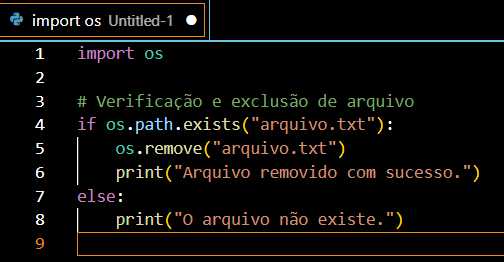 import os Untitled-1
1 import os
2
3 # Verificação e exclusão de arquivo
4 if os.path.exists("arquivo.txt"):
5     os.remove("arquivo.txt")
6     print("Arquivo removido com sucesso.")
7 else:
8     print("O arquivo não existe.")
9